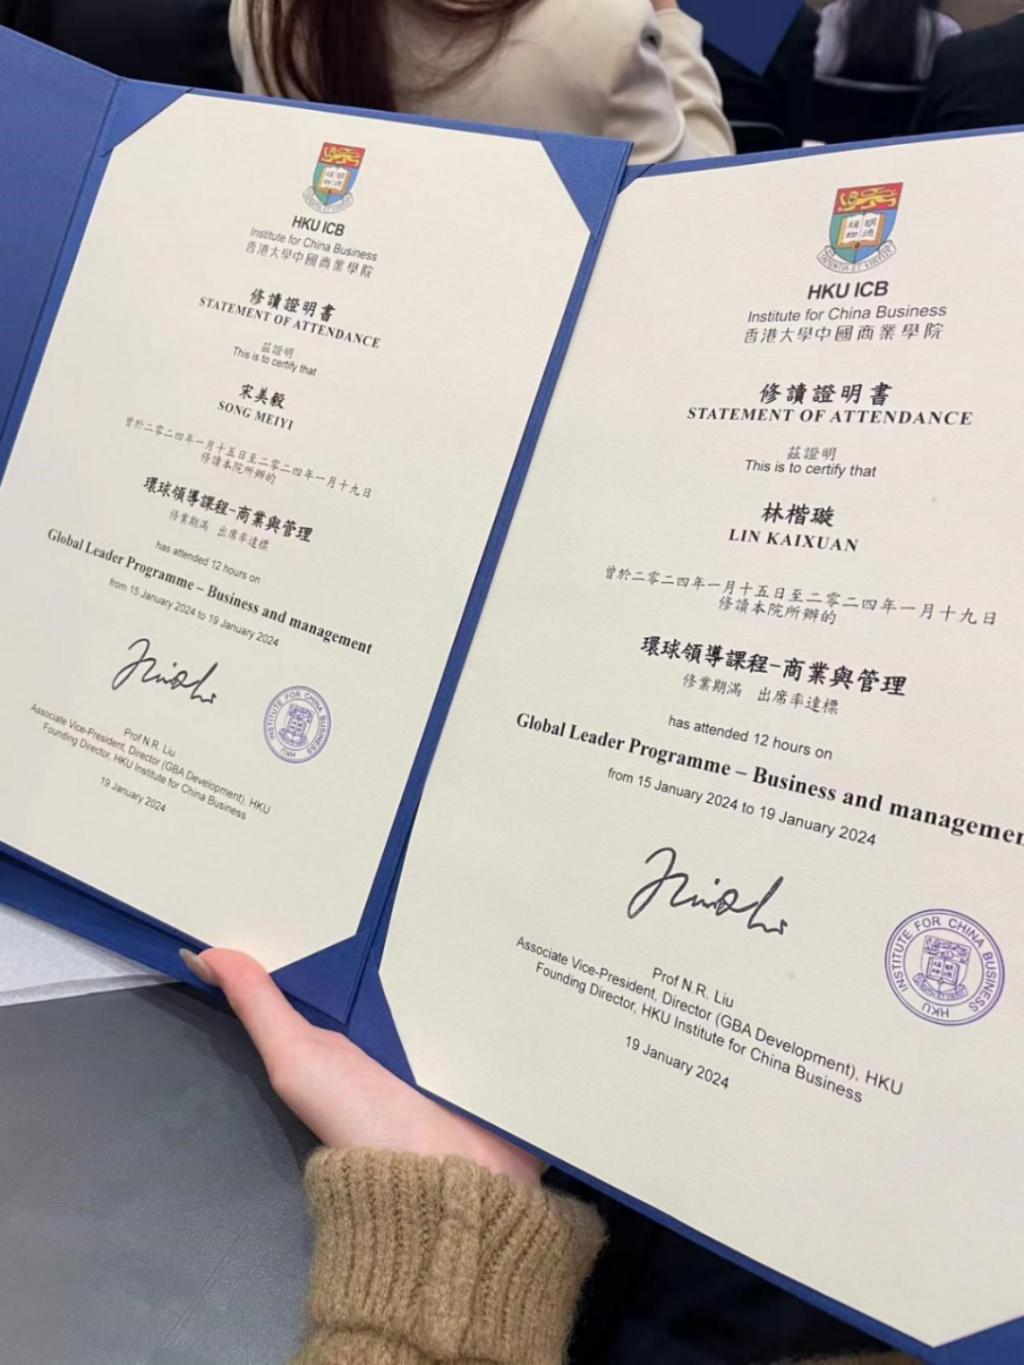 HKU ICB
Institute for China Business
香港大學中國商業學院
修讀證明書
STATEMENT OF ATTENDANCE
茲證明
This is to certify that
宋美毅
SONG MEIYI
曾於二零二四年一月十五日至二零二四年一月十九日
修讀本院所辦的
環球領導課程-商業與管理
修業期滿 出席率達標
has attended 12 hours on
Global Leader Programme – Business and management
from 15 January 2024 to 19 January 2024
INSTITUTE FOR CHINA BUSINESS
HKU
Prof N.R. Liu
Associate Vice-President, Director (GBA Development), HKU
Founding Director, HKU Institute for China Business
19 January 2024
HKU ICB
Institute for China Business
香港大學中國商業學院
修讀證明書
STATEMENT OF ATTENDANCE
茲證明
This is to certify that
林楷璇
LIN KAIXUAN
曾於二零二四年一月十五日至二零二四年一月十九日
修讀本院所辦的
環球領導課程-商業與管理
修業期滿 出席率達標
has attended 12 hours on
Global Leader Programme – Business and managemen
from 15 January 2024 to 19 January 2024
INSTITUTE FOR CHINA BUSINESS
HKU
Prof N.R. Liu
Associate Vice-President, Director (GBA Development), HKU
Founding Director, HKU Institute for China Business
19 January 2024